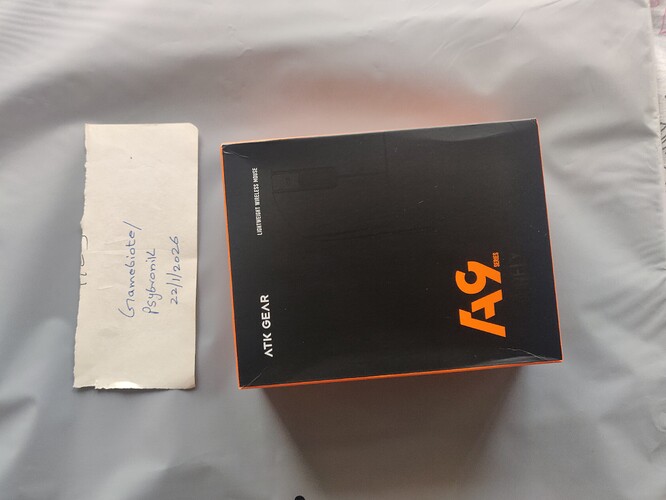 Gamebiote/
Psybronik
22/1/2026
ATK GEAR
LIGHTWEIGHT WIRELESS MOUSE
A9
SERIES